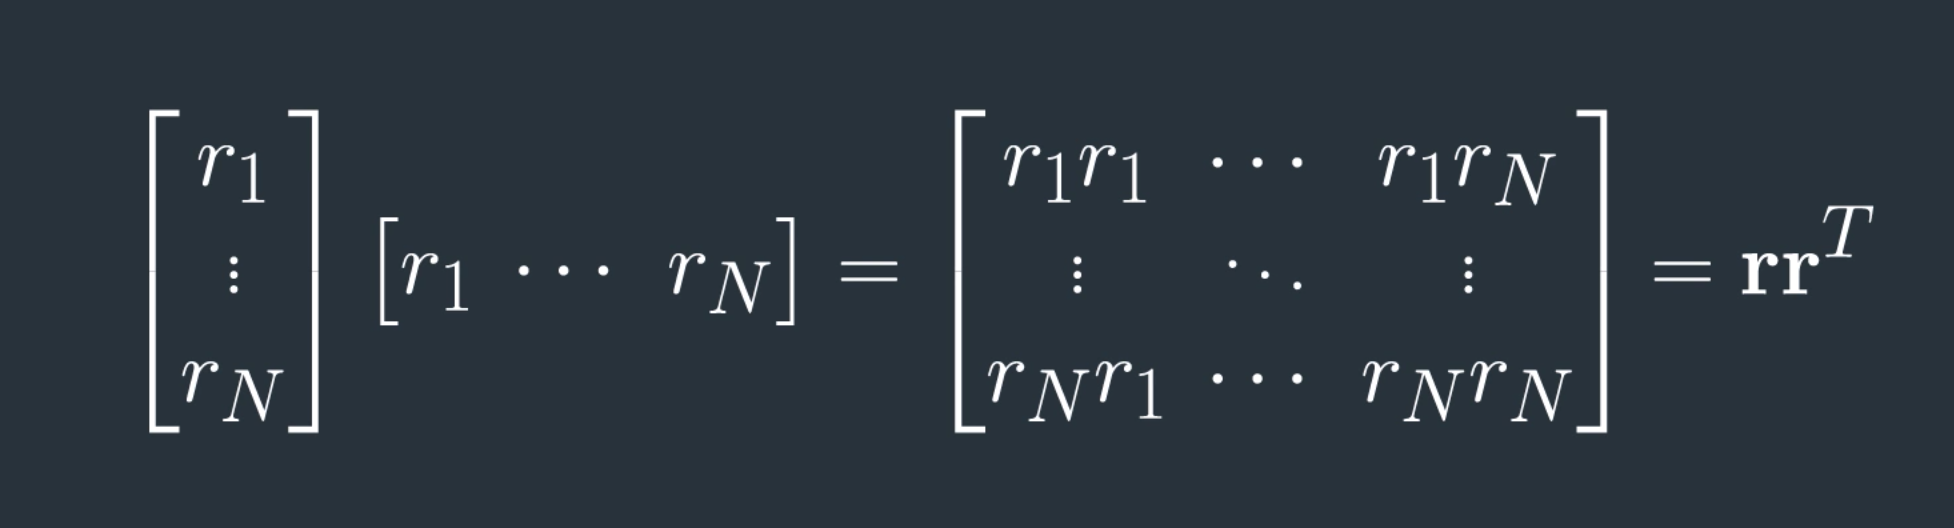 \begin{bmatrix} r_1 \\ \vdots \\ r_N \end{bmatrix} \begin{bmatrix} r_1 & \cdots & r_N \end{bmatrix} = \begin{bmatrix} r_1 r_1 & \cdots & r_1 r_N \\ \vdots & \ddots & \vdots \\ r_N r_1 & \cdots & r_N r_N \end{bmatrix} = \mathbf{r}\mathbf{r}^T